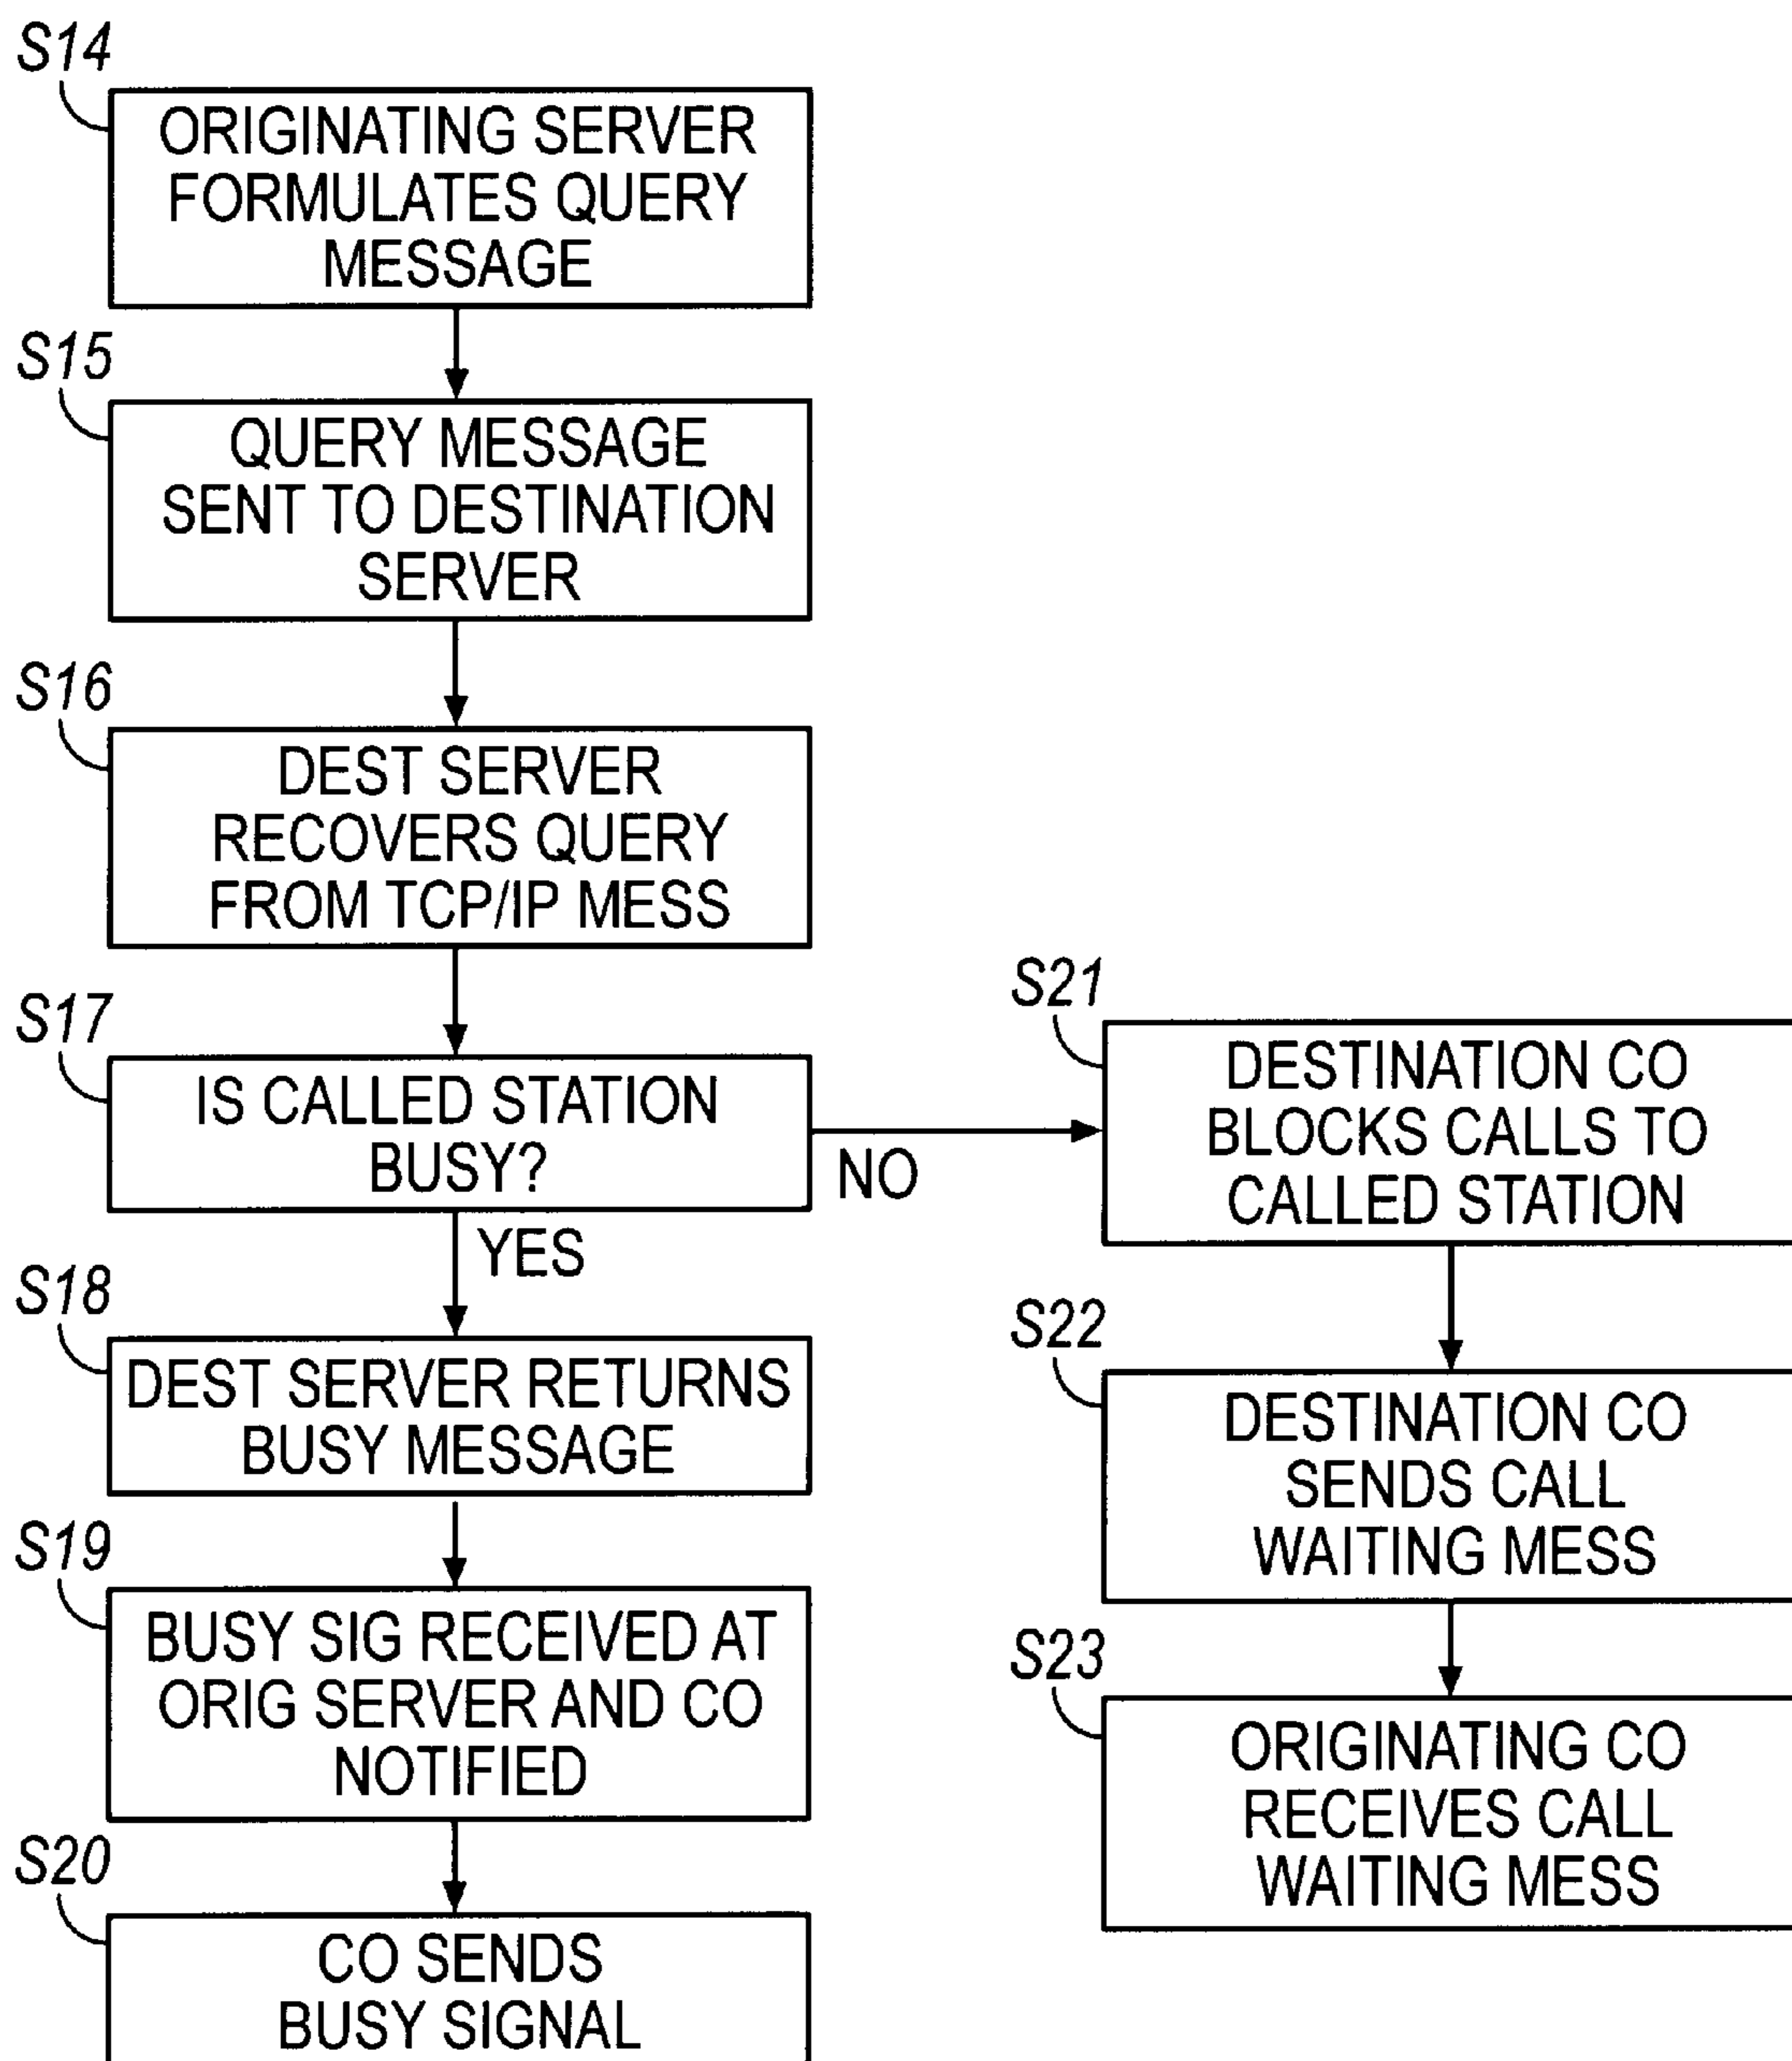 S14
ORIGINATING SERVER
FORMULATES QUERY
MESSAGE
S15
QUERY MESSAGE
SENT TO DESTINATION
SERVER
S16
DEST SERVER
RECOVERS QUERY
FROM TCP/IP MESS
S17
IS CALLED STATION
BUSY?
NO
YES
S18
DEST SERVER RETURNS
BUSY MESSAGE
S19
BUSY SIG RECEIVED AT
ORIG SERVER AND CO
NOTIFIED
S20
CO SENDS
BUSY SIGNAL
S21
DESTINATION CO
BLOCKS CALLS TO
CALLED STATION
S22
DESTINATION CO
SENDS CALL
WAITING MESS
S23
ORIGINATING CO
RECEIVES CALL
WAITING MESS